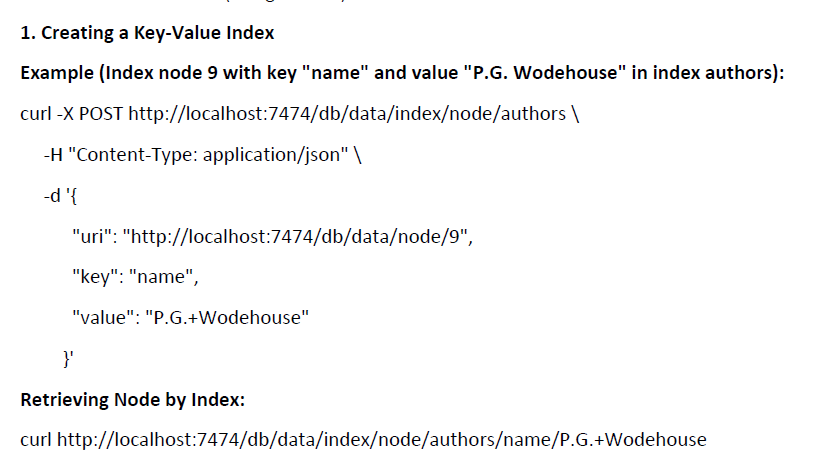 1. Creating a Key-Value Index
Example (Index node 9 with key "name" and value "P.G. Wodehouse" in index authors):
curl -X POST http://localhost:7474/db/data/index/node/authors \
-H "Content-Type: application/json" \
-d '{
"uri": "http://localhost:7474/db/data/node/9",
"key": "name",
"value": "P.G.+Wodehouse"
}'
Retrieving Node by Index:
curl http://localhost:7474/db/data/index/node/authors/name/P.G.+Wodehouse